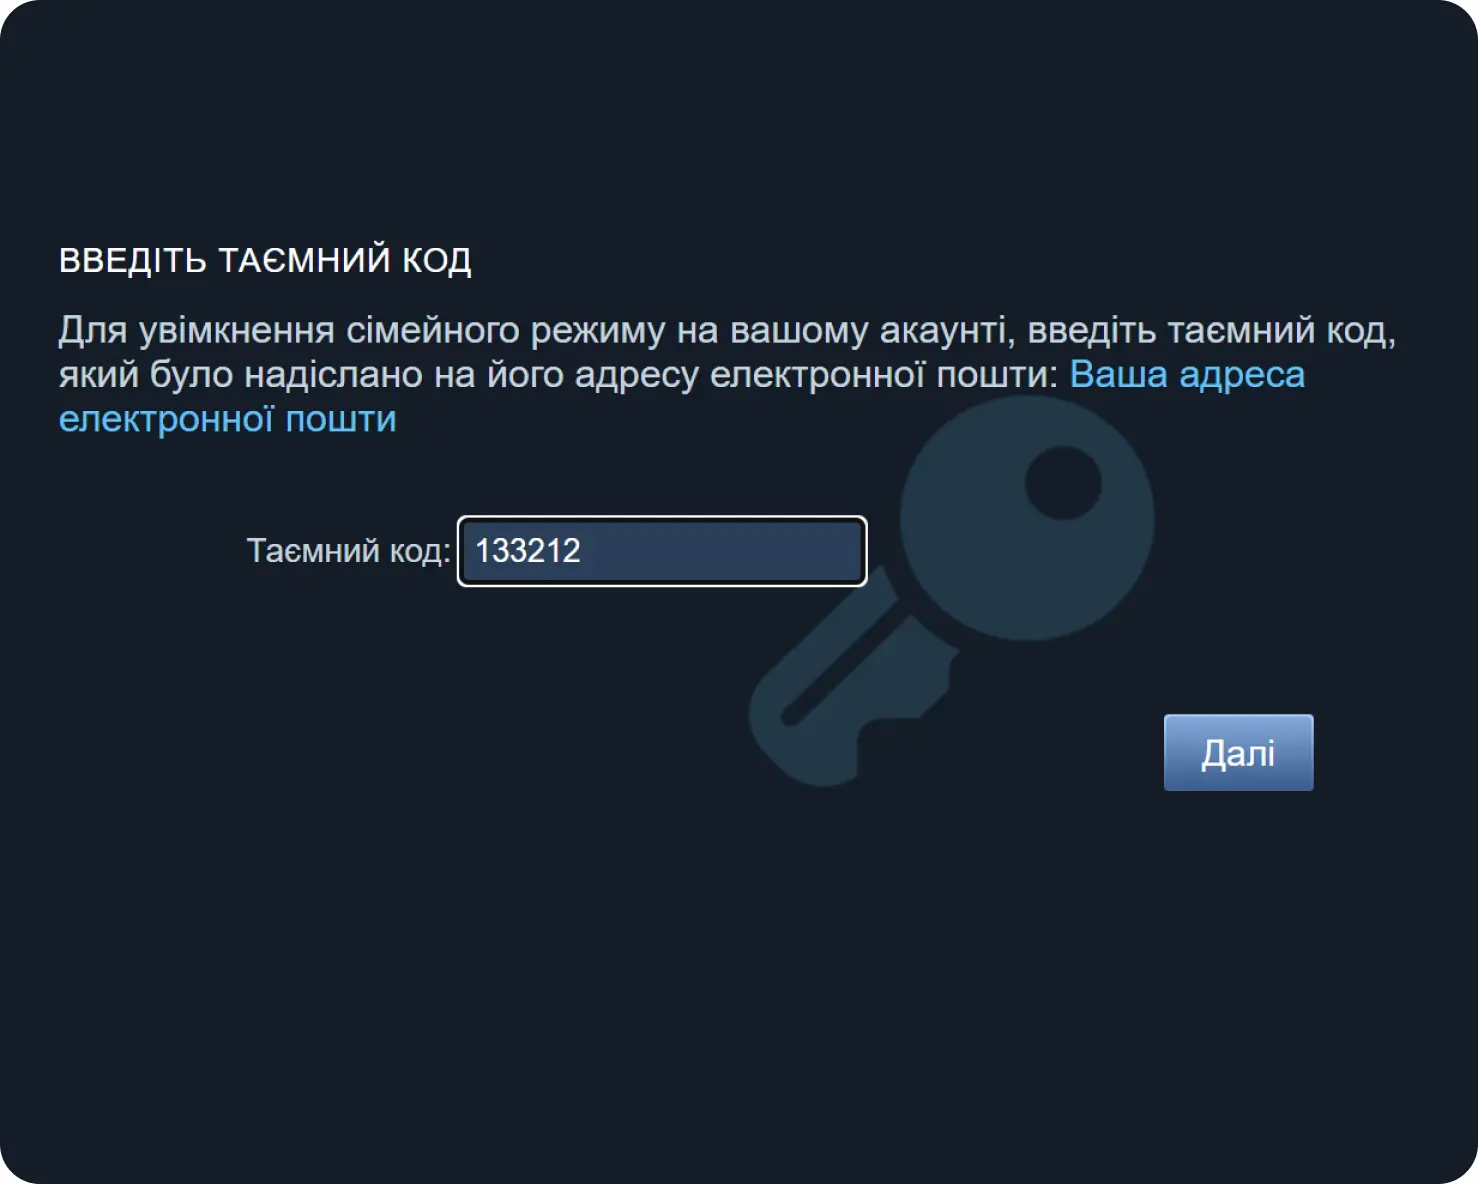 ВВЕДІТЬ ТАЄМНИЙ КОД
Для увімкнення сімейного режиму на вашому акаунті, введіть таємний код,
який було надіслано на його адресу електронної пошти: Ваша адреса
електронної пошти
Таємний код: 133212
Далі